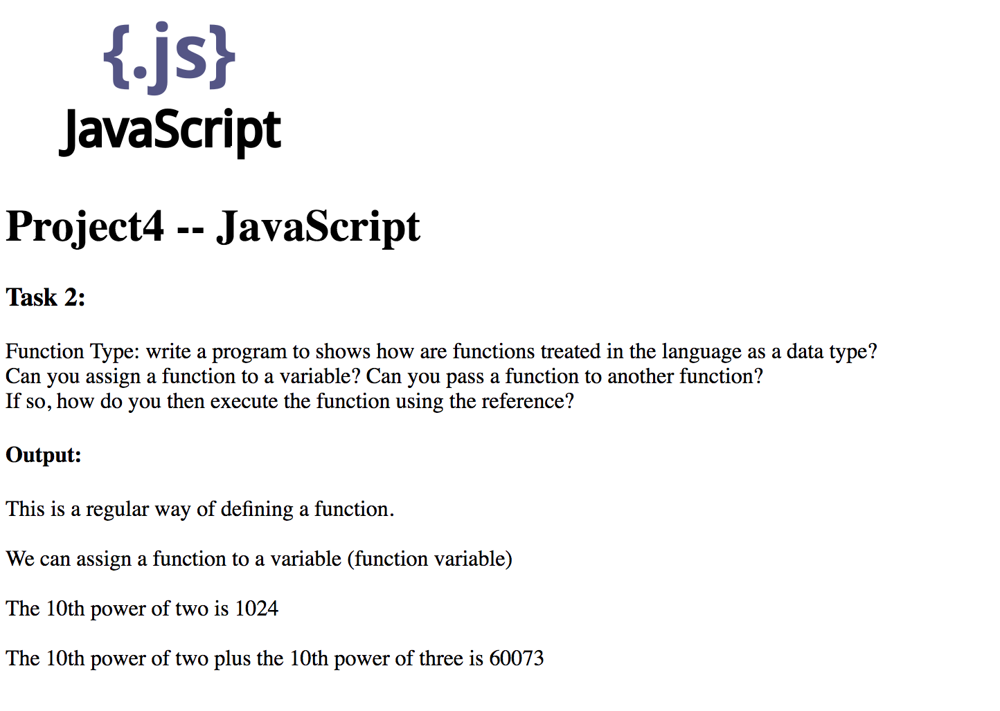 {.js}
JavaScript
Project4 -- JavaScript
Task 2:
Function Type: write a program to shows how are functions treated in the language as a data type?
Can you assign a function to a variable? Can you pass a function to another function?
If so, how do you then execute the function using the reference?
Output:
This is a regular way of defining a function.
We can assign a function to a variable (function variable)
The 10th power of two is 1024
The 10th power of two plus the 10th power of three is 60073